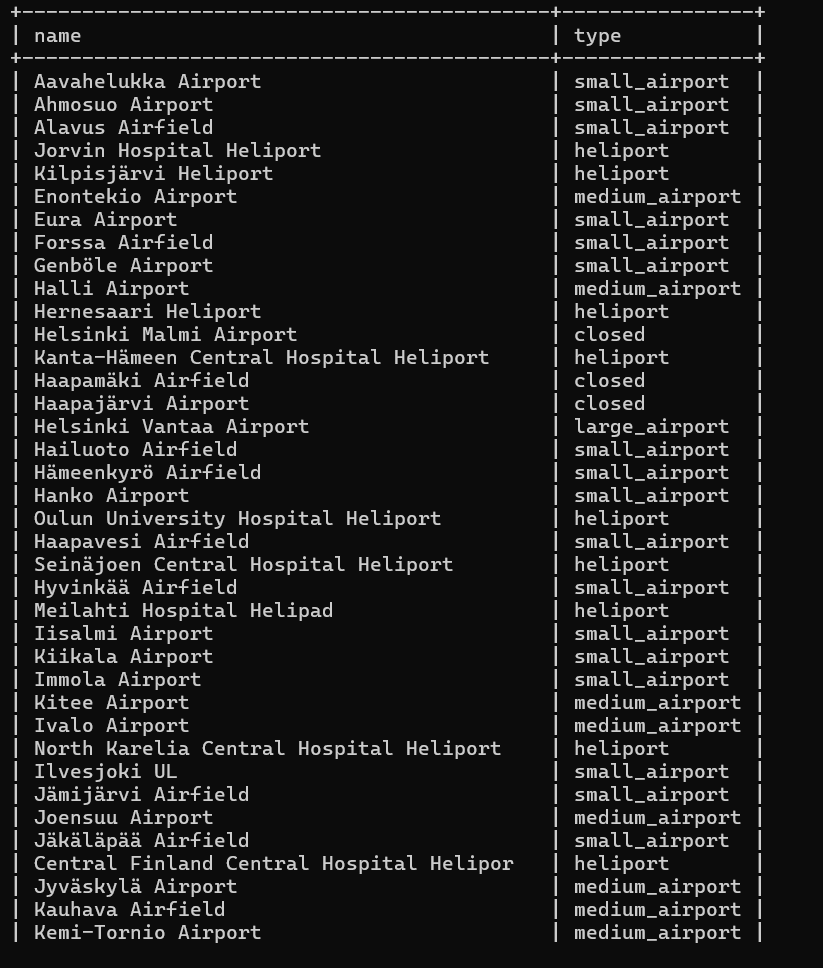 +--------------------------------------------+----------------+
| name                                       | type           |
+--------------------------------------------+----------------+
| Aavahelukka Airport                        | small_airport  |
| Ahmosuo Airport                            | small_airport  |
| Alavus Airfield                            | small_airport  |
| Jorvin Hospital Heliport                   | heliport       |
| Kilpisjärvi Heliport                       | heliport       |
| Enontekio Airport                          | medium_airport |
| Eura Airport                               | small_airport  |
| Forssa Airfield                            | small_airport  |
| Genböle Airport                            | small_airport  |
| Halli Airport                              | medium_airport |
| Hernesaari Heliport                        | heliport       |
| Helsinki Malmi Airport                     | closed         |
| Kanta-Hämeen Central Hospital Heliport     | heliport       |
| Haapamäki Airfield                         | closed         |
| Haapajärvi Airport                         | closed         |
| Helsinki Vantaa Airport                    | large_airport  |
| Hailuoto Airfield                          | small_airport  |
| Hämeenkyrö Airfield                        | small_airport  |
| Hanko Airport                              | small_airport  |
| Oulun University Hospital Heliport         | heliport       |
| Haapavesi Airfield                         | small_airport  |
| Seinäjoen Central Hospital Heliport        | heliport       |
| Hyvinkää Airfield                          | small_airport  |
| Meilahti Hospital Helipad                  | heliport       |
| Iisalmi Airport                            | small_airport  |
| Kiikala Airport                            | small_airport  |
| Immola Airport                             | small_airport  |
| Kitee Airport                              | medium_airport |
| Ivalo Airport                              | medium_airport |
| North Karelia Central Hospital Heliport    | heliport       |
| Ilvesjoki UL                               | small_airport  |
| Jämijärvi Airfield                         | small_airport  |
| Joensuu Airport                            | medium_airport |
| Jäkäläpää Airfield                         | small_airport  |
| Central Finland Central Hospital Helipor   | heliport       |
| Jyväskylä Airport                          | medium_airport |
| Kauhava Airfield                           | medium_airport |
| Kemi-Tornio Airport                        | medium_airport |